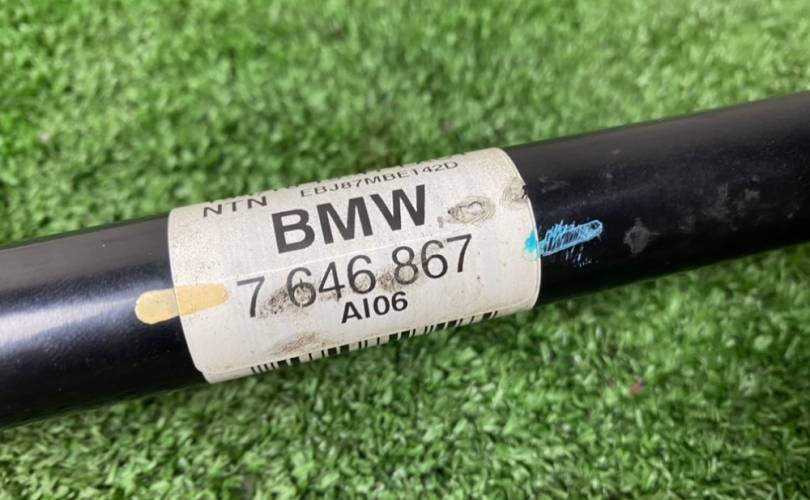 NTN EBJ87MBE142D
BMW
7 646 867
AI06